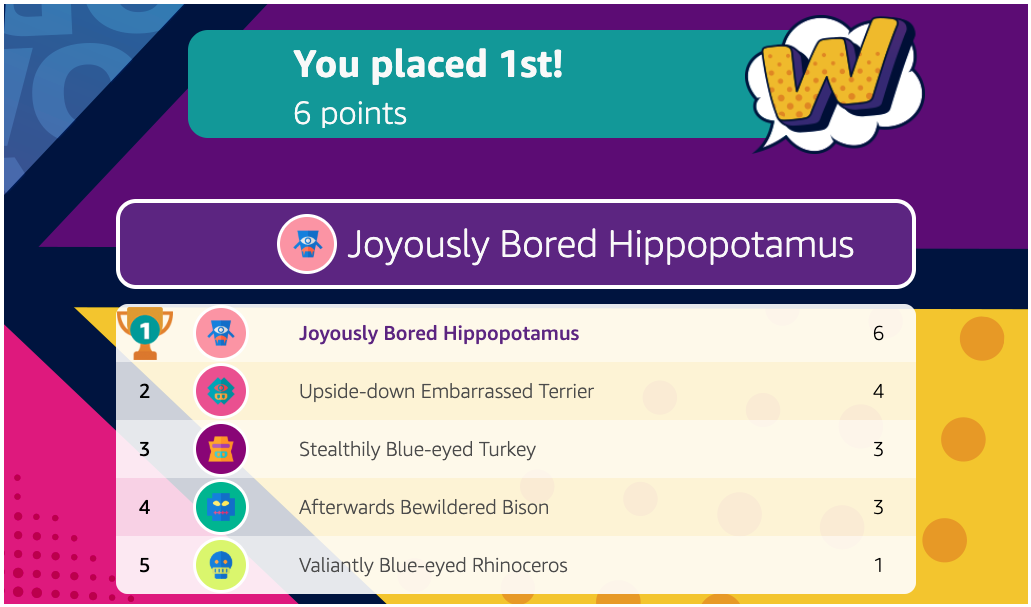 You placed 1st!
6 points
W
Joyously Bored Hippopotamus
1 Joyously Bored Hippopotamus 6
2 Upside-down Embarrassed Terrier 4
3 Stealthily Blue-eyed Turkey 3
4 Afterwards Bewildered Bison 3
5 Valiantly Blue-eyed Rhinoceros 1